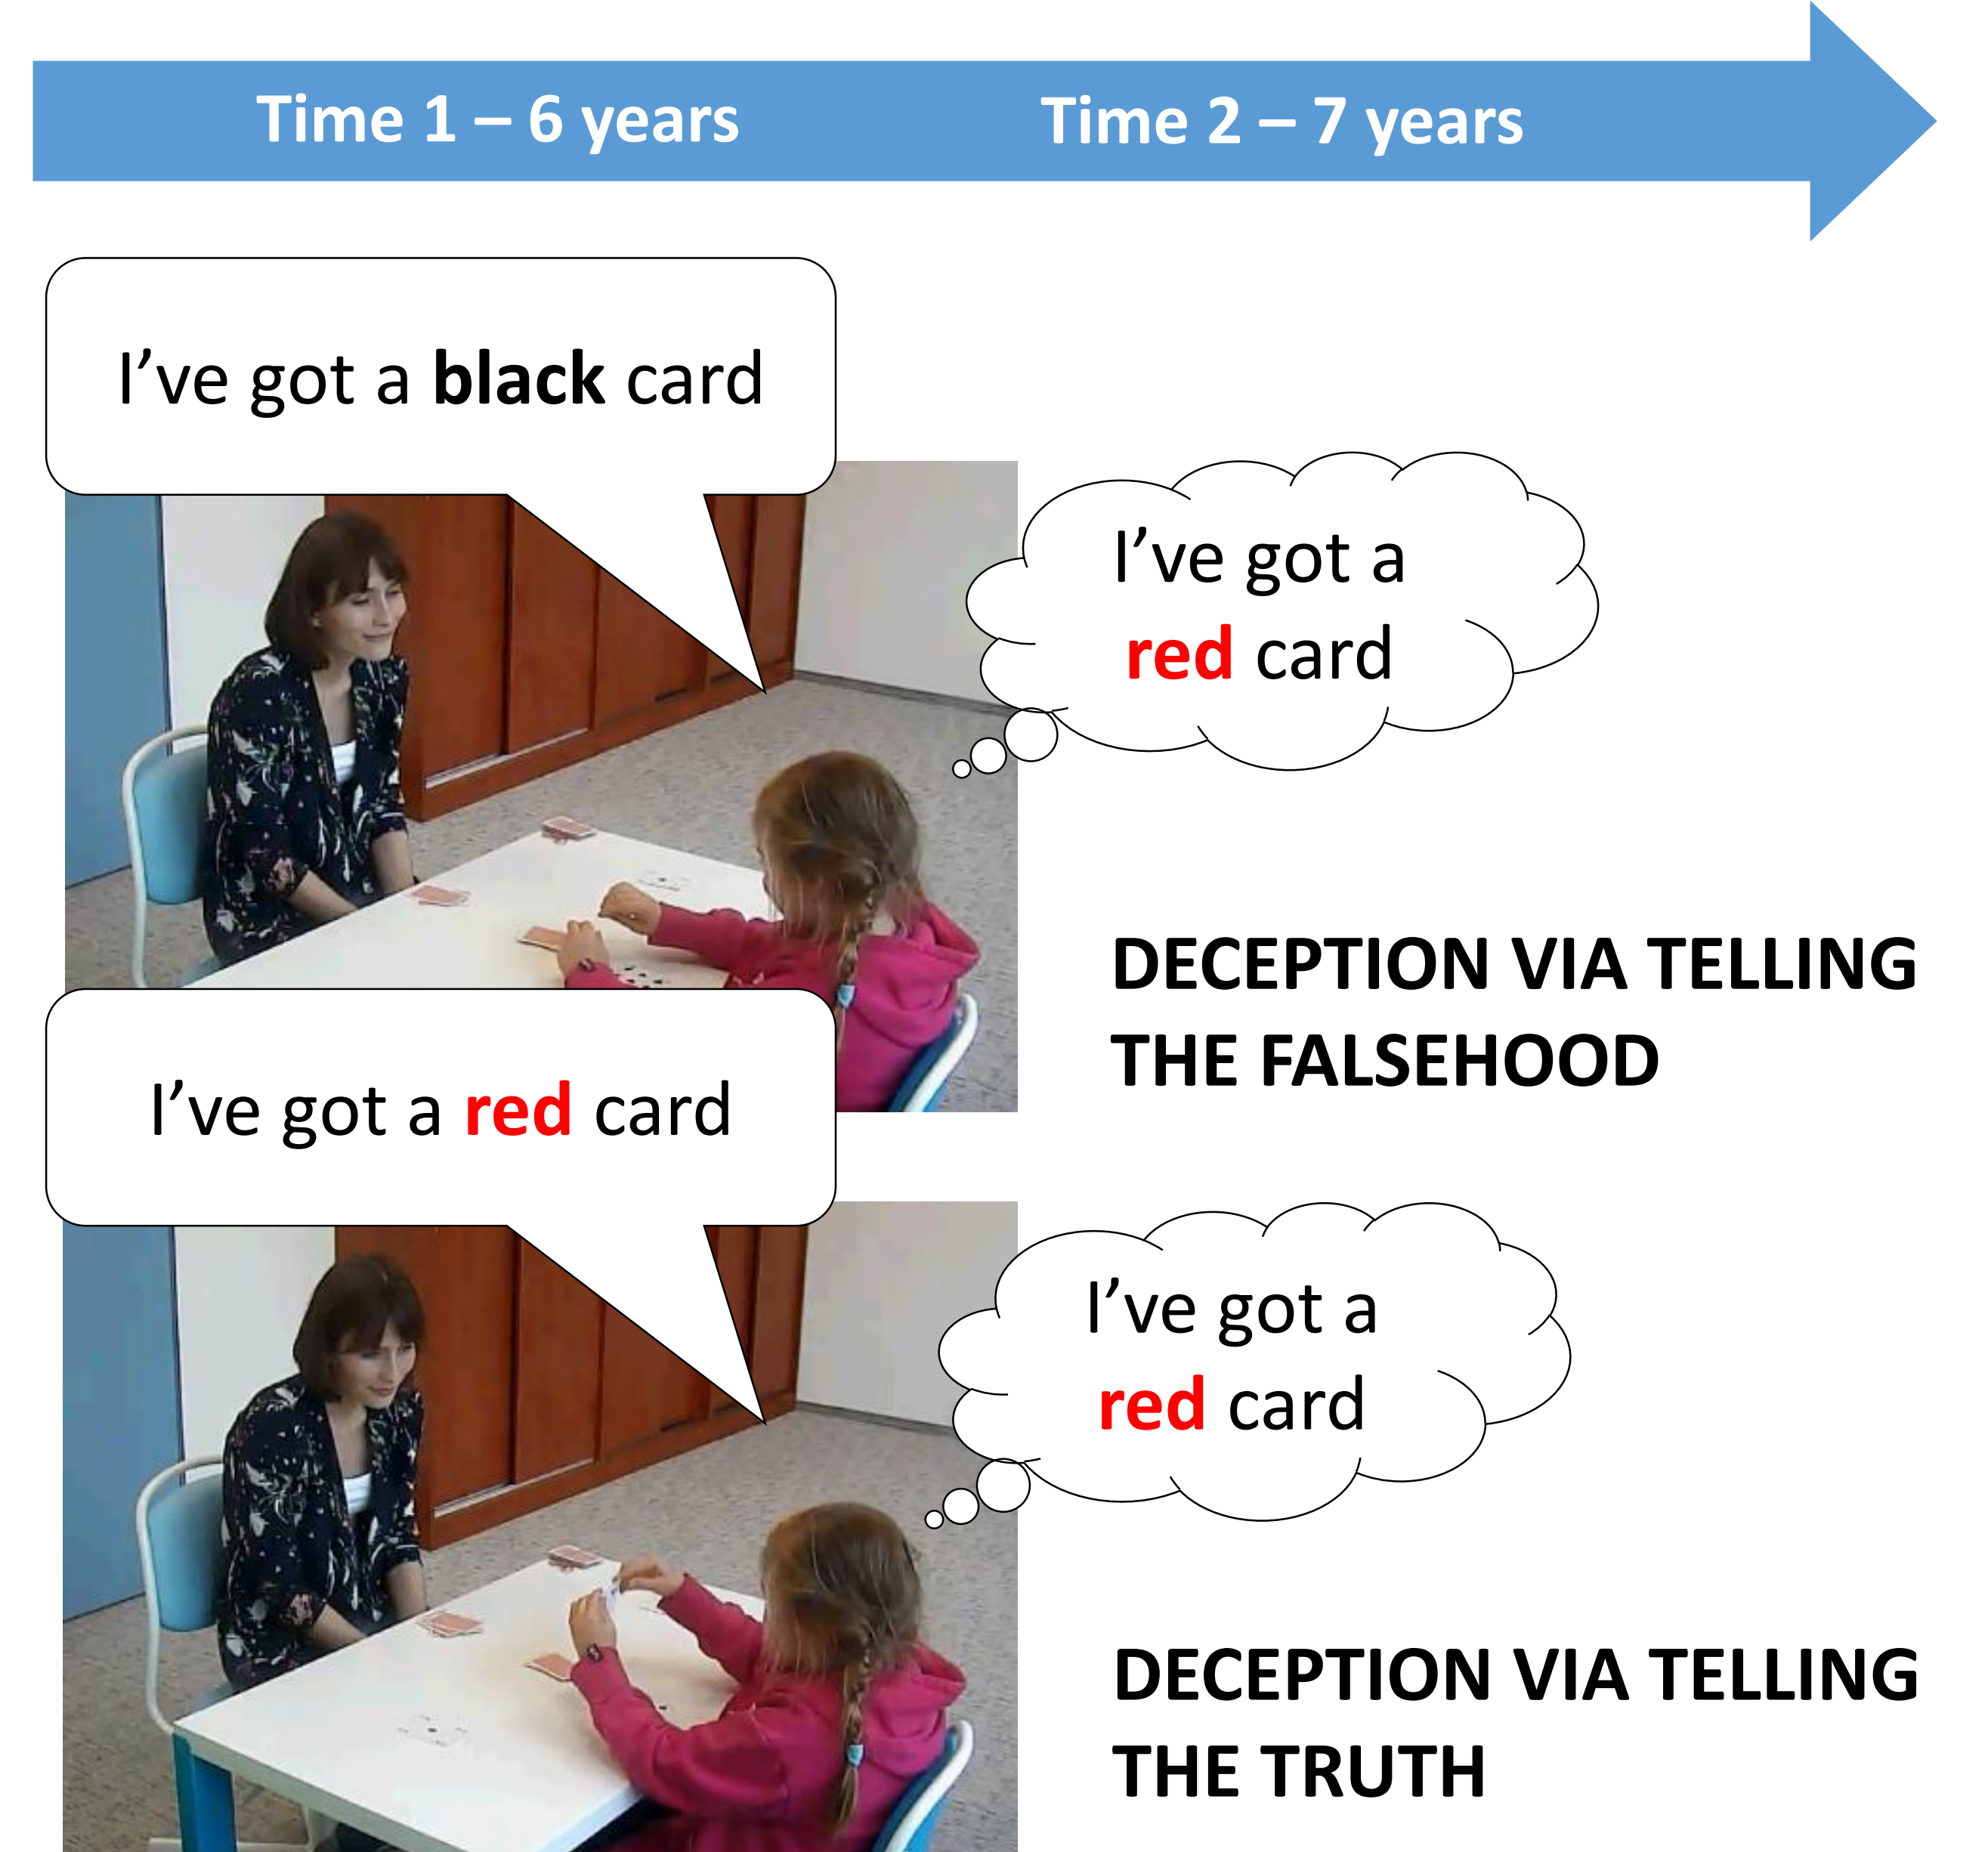 Time 1 – 6 years
Time 2 – 7 years
I've got a black card
I've got a
red card
DECEPTION VIA TELLING
THE FALSEHOOD
I've got a red card
I've got a
red card
DECEPTION VIA TELLING
THE TRUTH